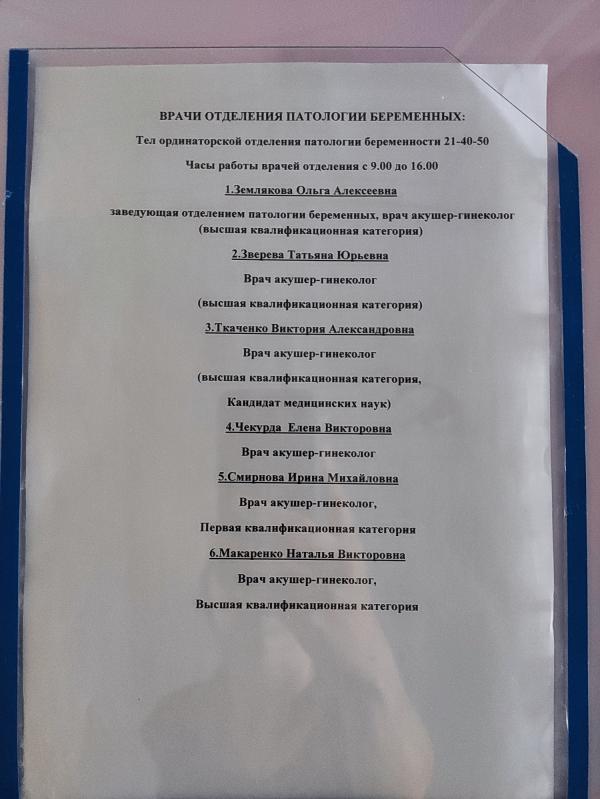 ВРАЧИ ОТДЕЛЕНИЯ ПАТОЛОГИИ БЕРЕМЕННЫХ:
Тел ординаторской отделения патологии беременности 21-40-50
Часы работы врачей отделения с 9.00 до 16.00
1.Землякова Ольга Алексеевна
заведующая отделением патологии беременных, врач акушер-гинеколог
(высшая квалификационная категория)
2.Зверева Татьяна Юрьевна
Врач акушер-гинеколог
(высшая квалификационная категория)
3.Ткаченко Виктория Александровна
Врач акушер-гинеколог
(высшая квалификационная категория,
Кандидат медицинских наук)
4.Чекурда Елена Викторовна
Врач акушер-гинеколог
5.Смирнова Ирина Михайловна
Врач акушер-гинеколог,
Первая квалификационная категория
6.Макаренко Наталья Викторовна
Врач акушер-гинеколог,
Высшая квалификационная категория